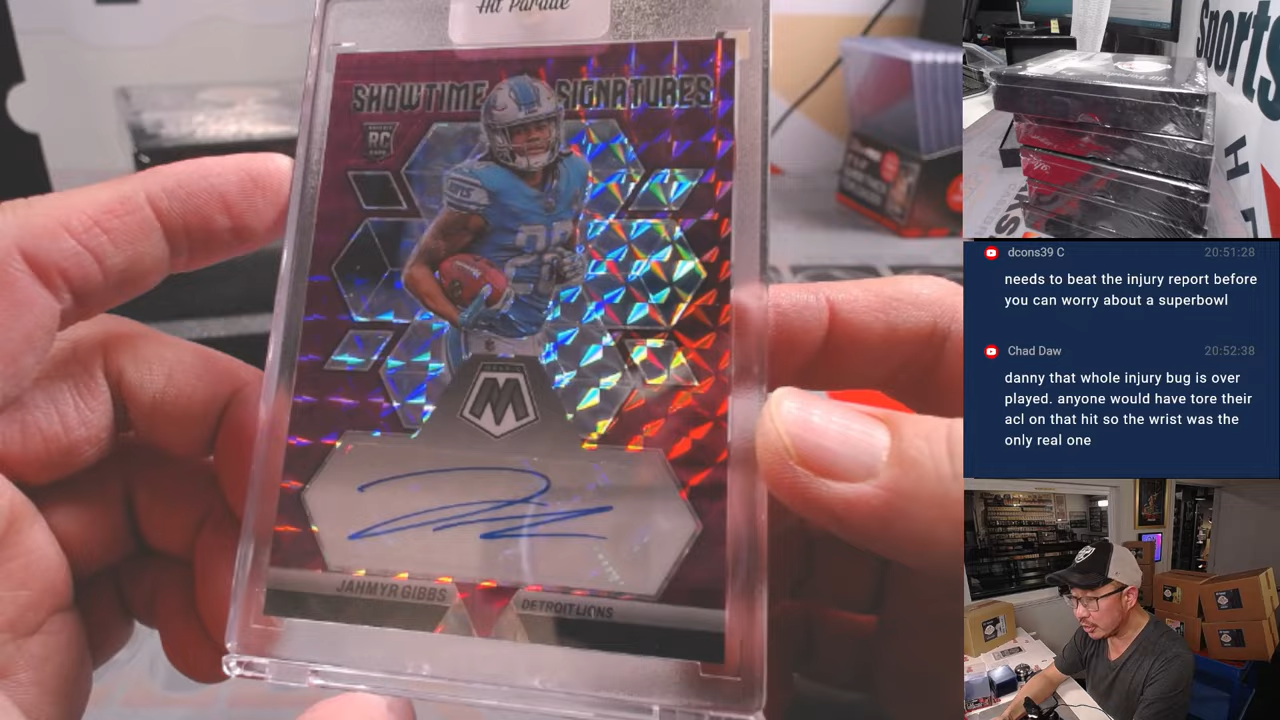 Hit Parade
SHOWTIME SIGNATURES
RC
M
JAHMYR GIBBS
DETROIT LIONS
Sports
dcons39 C 20:51:28
needs to beat the injury report before
you can worry about a superbowl
Chad Daw 20:52:38
danny that whole injury bug is over
played. anyone would have tore their
acl on that hit so the wrist was the
only real one